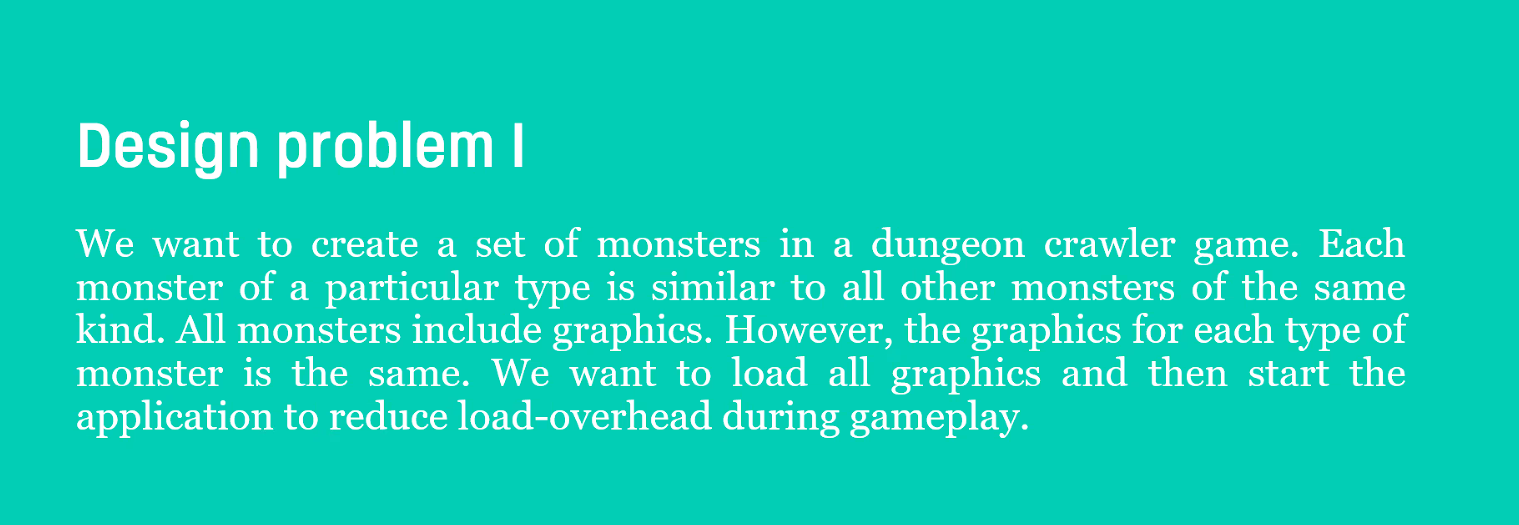 Design problem I
We want to create a set of monsters in a dungeon crawler game. Each
monster of a particular type is similar to all other monsters of the same
kind. All monsters include graphics. However, the graphics for each type of
monster is the same. We want to load all graphics and then start the
application to reduce load-overhead during gameplay.